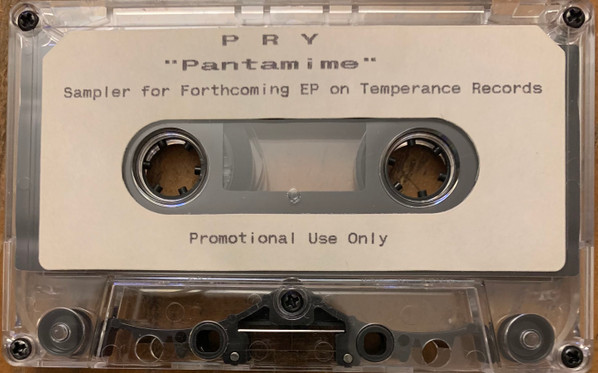 P R Y
"Pantamime"
Sampler for Forthcoming EP on Temperance Records
Promotional Use Only